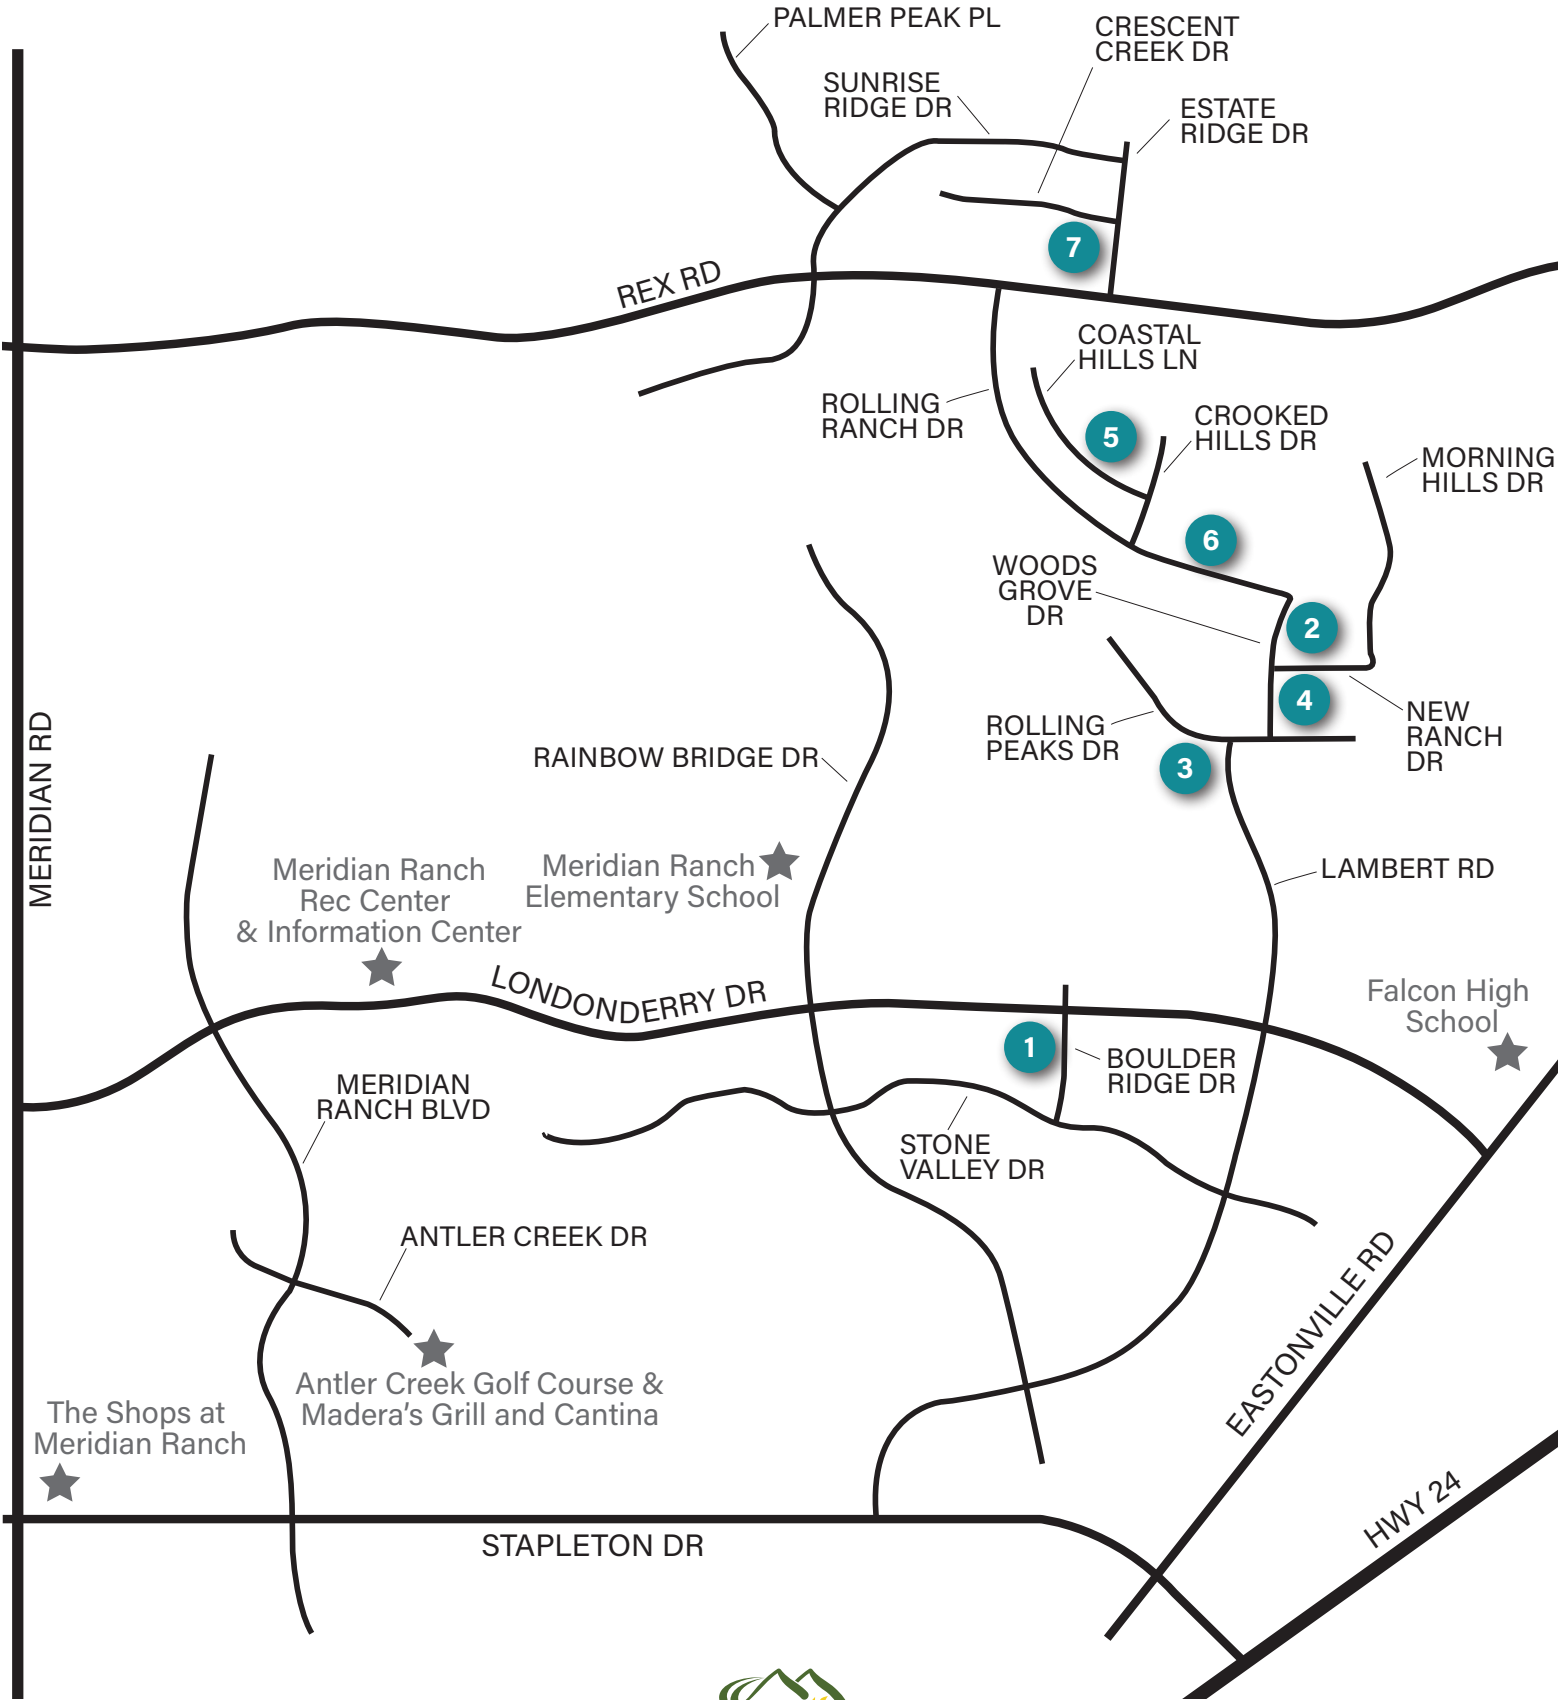 PALMER PEAK PL
CRESCENT
CREEK DR
SUNRISE
RIDGE DR
ESTATE
RIDGE DR
7
REX RD
COASTAL
HILLS LN
ROLLING
RANCH DR
5
CROOKED
HILLS DR
MORNING
HILLS DR
6
WOODS
GROVE
DR
2
4
NEW
RANCH
DR
ROLLING
PEAKS DR
3
RAINBOW BRIDGE DR
MERIDIAN RD
Meridian Ranch
Rec Center
& Information Center
Meridian Ranch
Elementary School
LAMBERT RD
LONDONDERRY DR
Falcon High
School
1
BOULDER
RIDGE DR
MERIDIAN
RANCH BLVD
STONE
VALLEY DR
ANTLER CREEK DR
EASTONVILLE RD
Antler Creek Golf Course &
Madera's Grill and Cantina
The Shops at
Meridian Ranch
HWY 24
STAPLETON DR